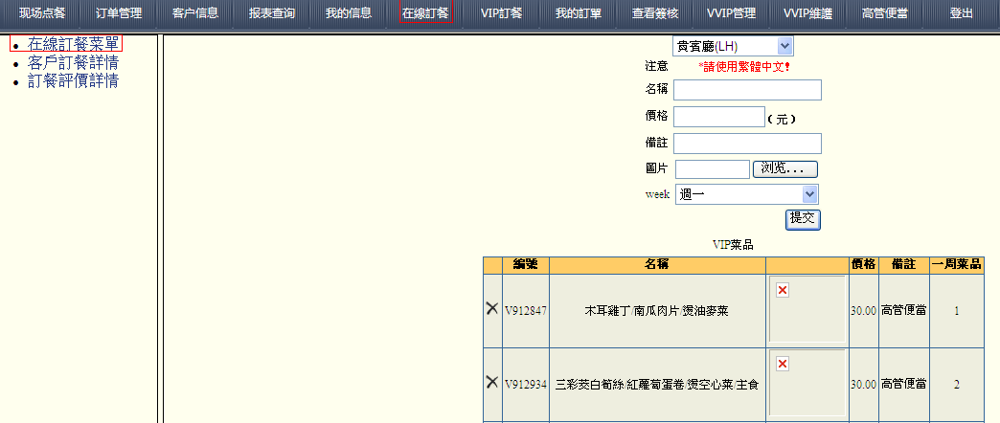 现场点餐 订单管理 客户信息 报表查询 我的信息 在線訂餐 VIP訂餐 我的訂單 查看簽核 VVIP管理 VVIP維護 高管便當 登出
在線訂餐菜單
客戶訂餐詳情
訂餐評價詳情
貴賓廳(LH)
注意 *請使用繁體中文!
名稱
價格 (元)
備註
圖片 浏览...
week 週一
提交
VIP菜品
編號 名稱 價格 備註 一周菜品
V912847 木耳雞丁/南瓜肉片/燙油麥菜 30.00 高管便當 1
V912934 三彩茭白筍絲/紅蘿蔔蛋卷/燙空心菜/主食 30.00 高管便當 2